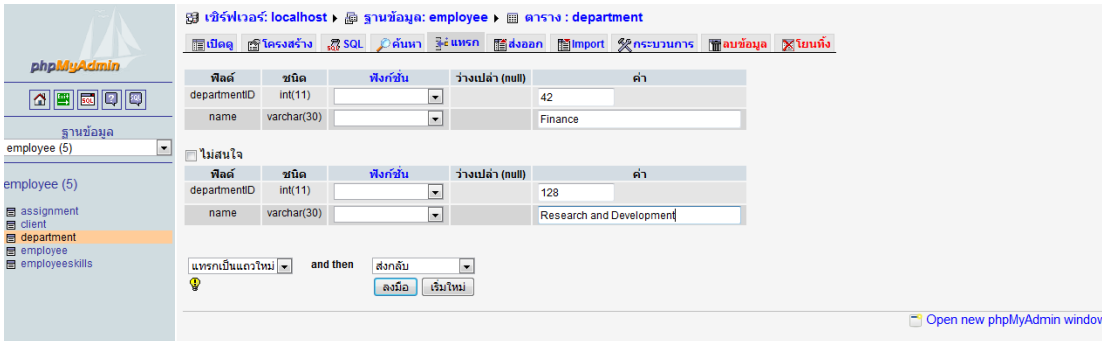 phpMyAdmin
ฐานข้อมูล
employee (5)
employee (5)
assignment
client
department
employee
employeeskills
เซิร์ฟเวอร์: localhost ▸ ฐานข้อมูล: employee ▸ ตาราง : department
เปิดดู โครงสร้าง SQL ค้นหา แทรก ส่งออก Import กระบวนการ ลบข้อมูล โยนทิ้ง
ฟิลด์ ชนิด ฟังก์ชั่น ว่างเปล่า (null) ค่า
departmentID int(11) 42
name varchar(30) Finance
ไม่สนใจ
ฟิลด์ ชนิด ฟังก์ชั่น ว่างเปล่า (null) ค่า
departmentID int(11) 128
name varchar(30) Research and Development
แทรกเป็นแถวใหม่ and then ส่งกลับ
ลงมือ เริ่มใหม่
Open new phpMyAdmin window